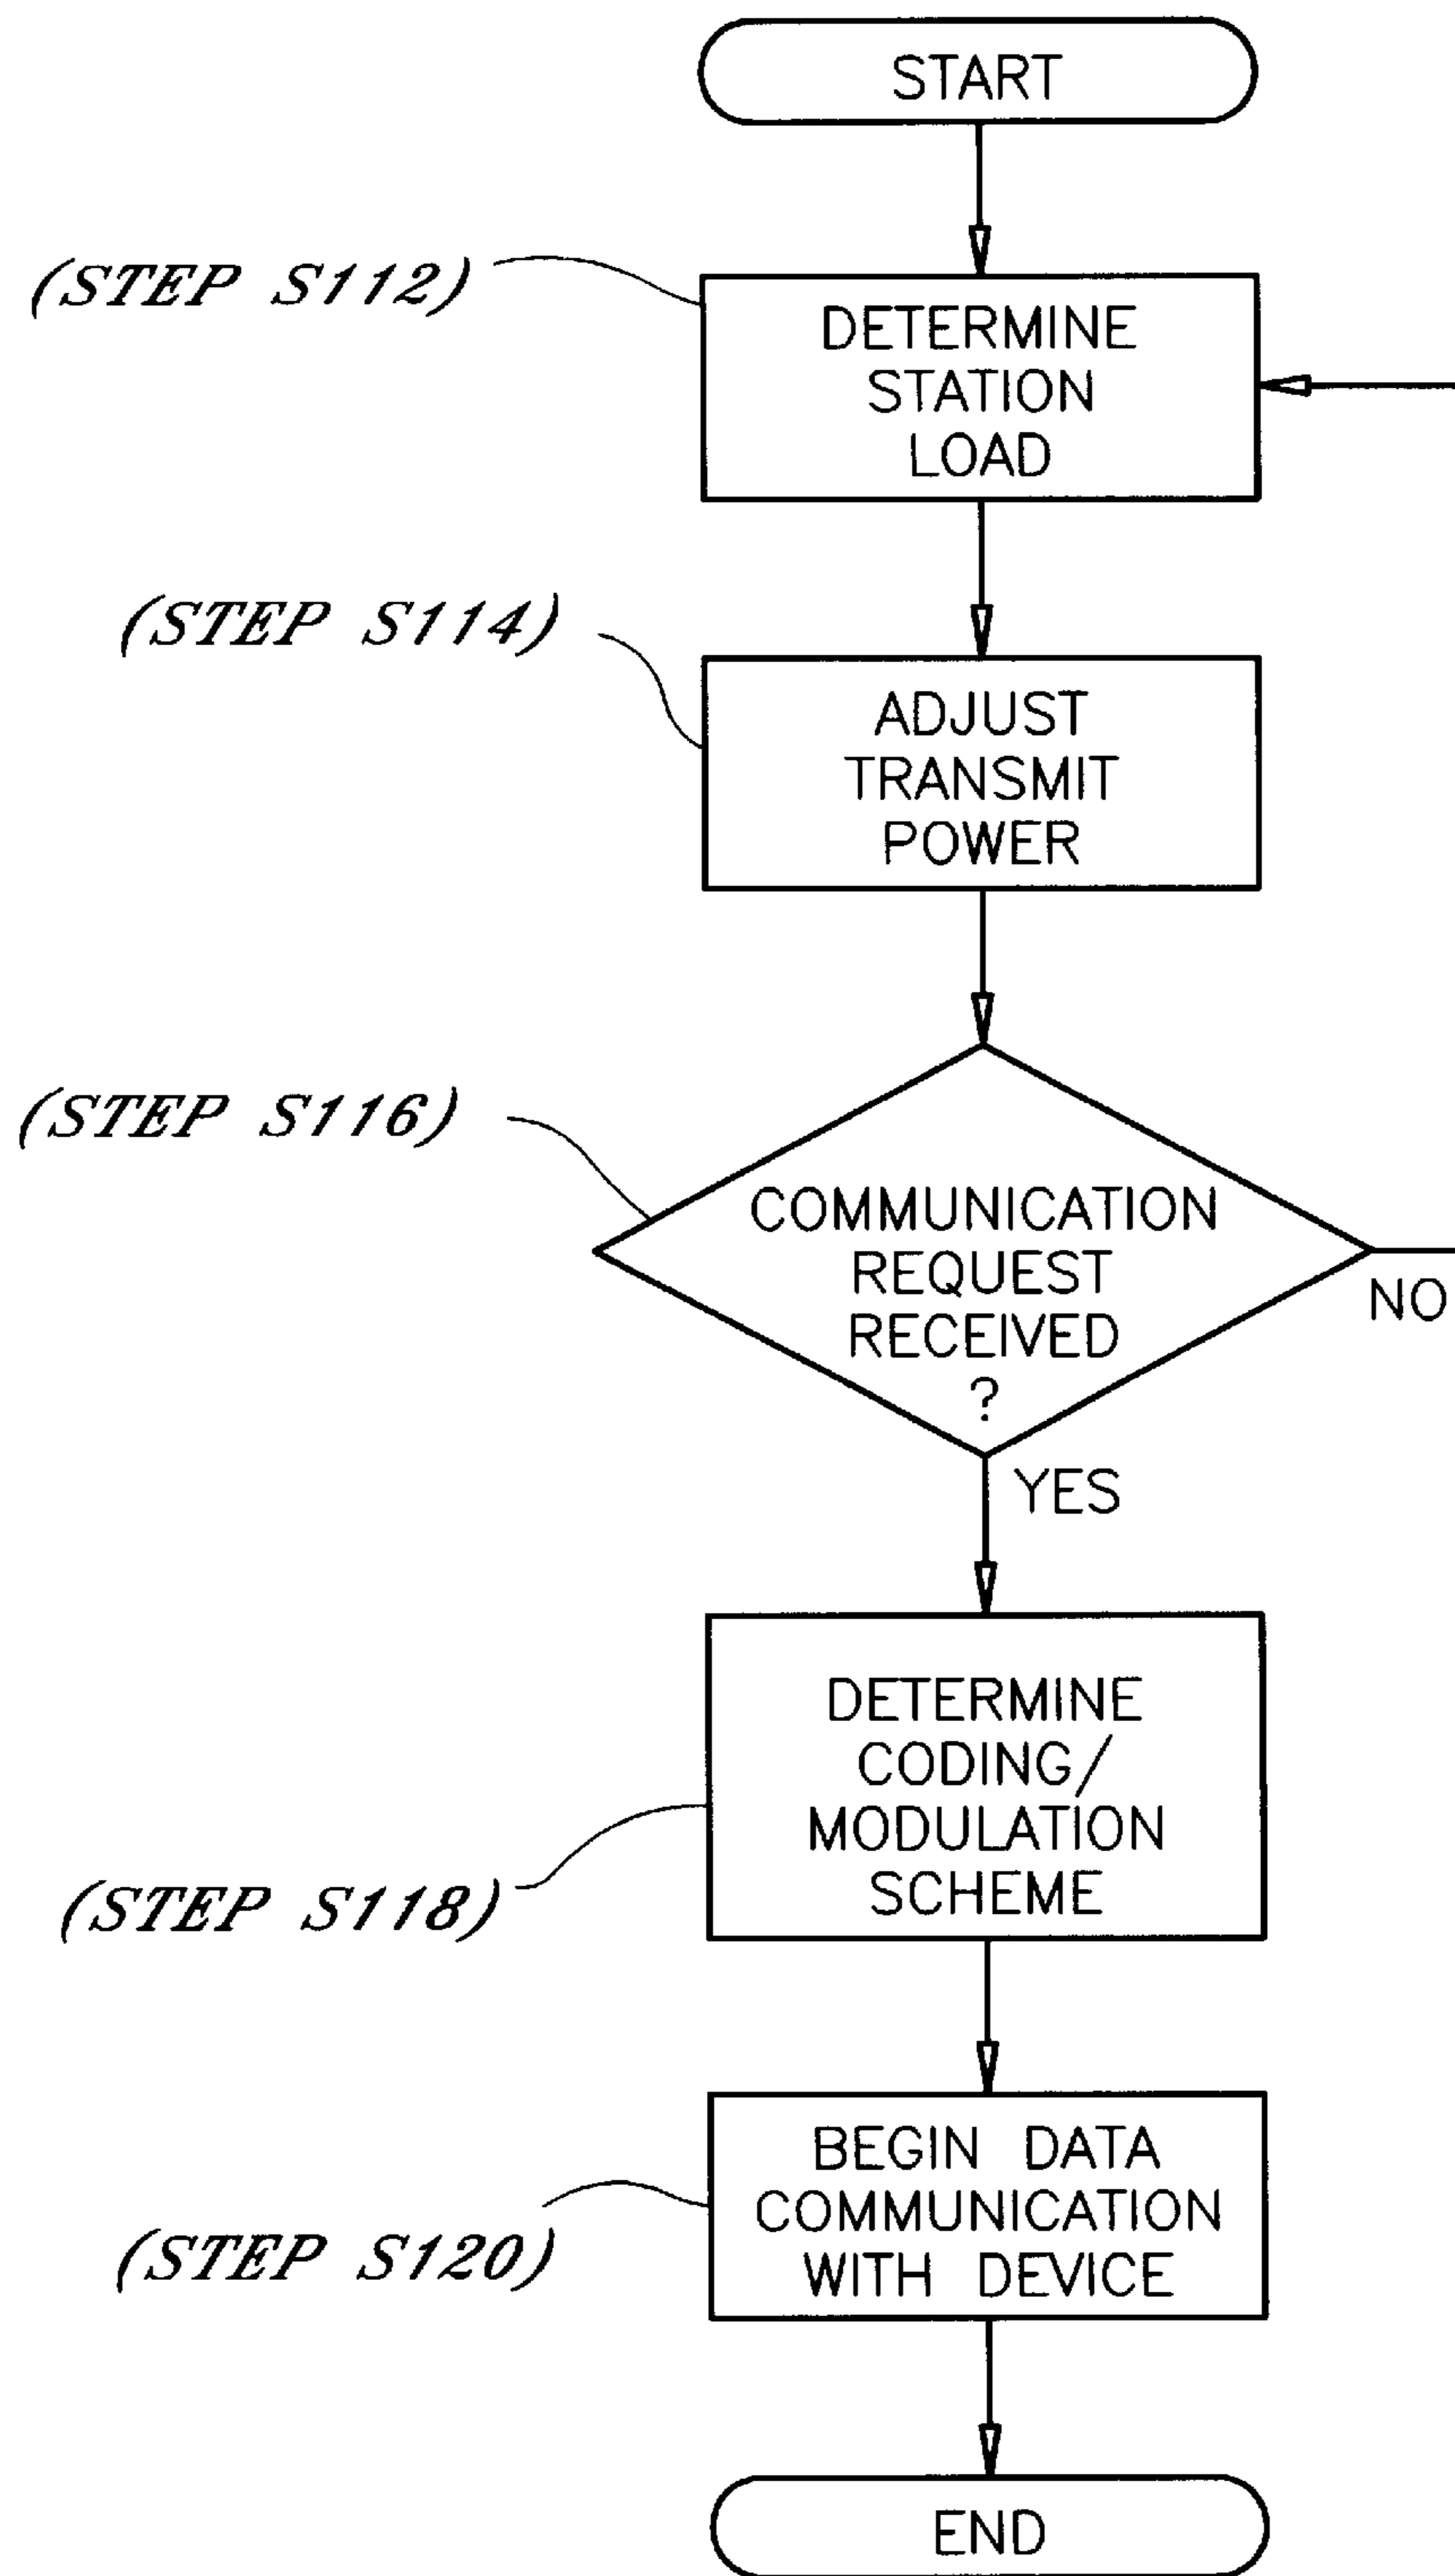 START
(STEP S112)
DETERMINE
STATION
LOAD
(STEP S114)
ADJUST
TRANSMIT
POWER
(STEP S116)
COMMUNICATION
REQUEST
RECEIVED
?
NO
YES
DETERMINE
CODING/
MODULATION
SCHEME
(STEP S118)
BEGIN DATA
COMMUNICATION
WITH DEVICE
(STEP S120)
END